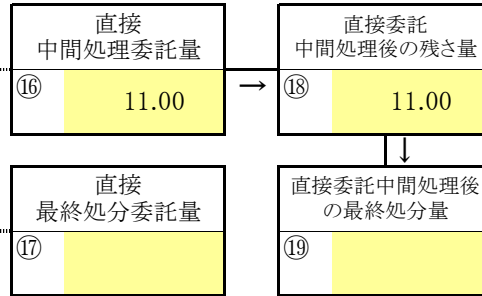 直接
中間処理委託量
⑯ 11.00
→
直接委託
中間処理後の残さ量
⑱ 11.00
↓
直接
最終処分委託量
⑰
直接委託中間処理後
の最終処分量
⑲